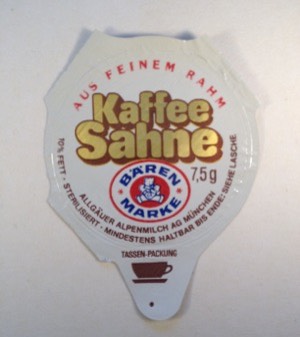 AUS FEINEM RAHM
Kaffee
Sahne
BÄREN
MARKE
7,5 g
10% FETT - STERILISIERT - MINDESTENS HALTBAR BIS ENDE: SIEHE LASCHE
ALLGÄUER ALPENMILCH AG MÜNCHEN
TASSEN-PACKUNG